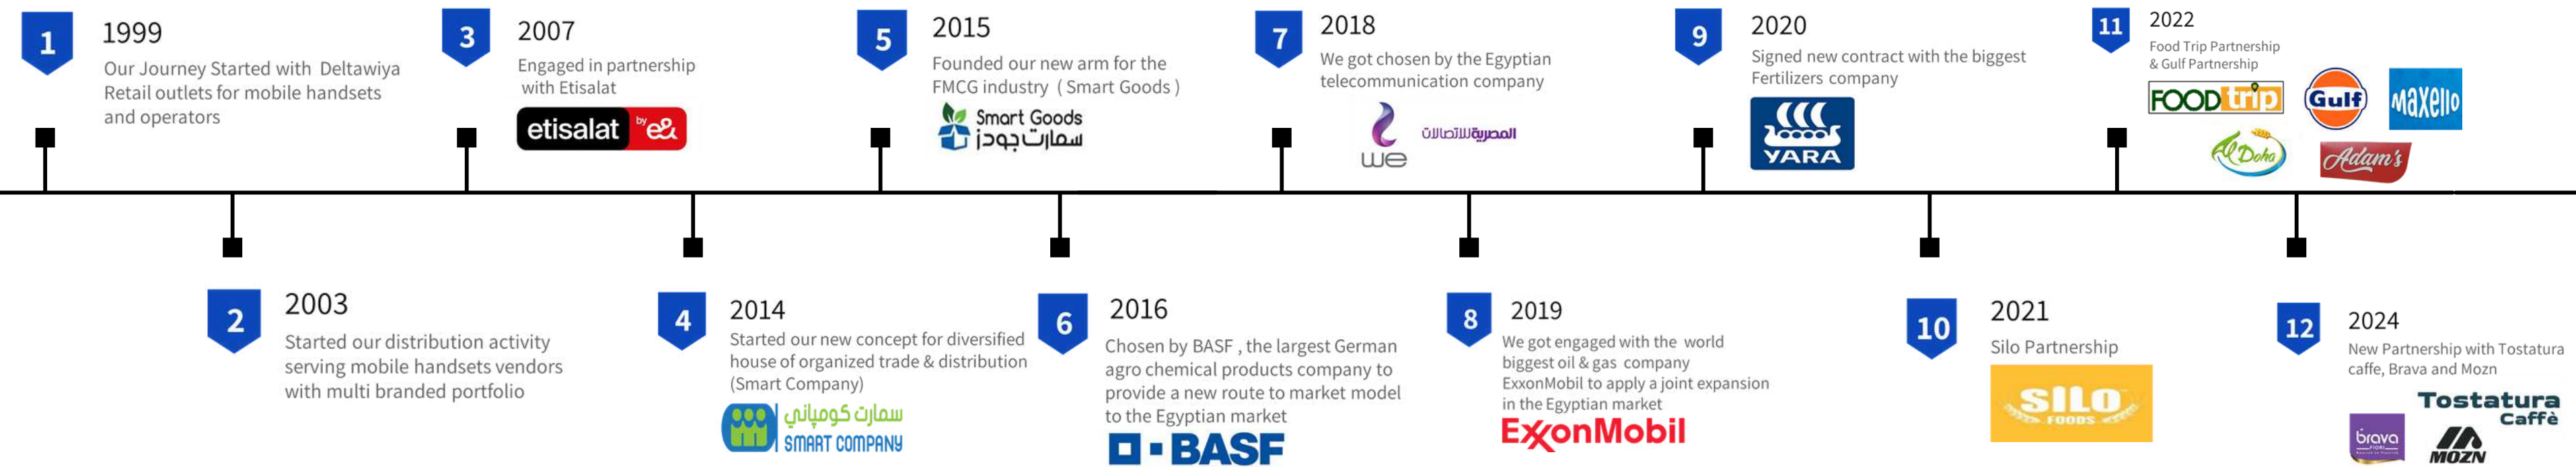 1
1999
Our Journey Started with Deltawiya
Retail outlets for mobile handsets
and operators
2
2003
Started our distribution activity
serving mobile handsets vendors
with multi branded portfolio
3
2007
Engaged in partnership
with Etisalat
etisalat by e&
4
2014
Started our new concept for diversified
house of organized trade & distribution
(Smart Company)
سمارت كومباني
SMART COMPANY
5
2015
Founded our new arm for the
FMCG industry ( Smart Goods )
Smart Goods
سمارت جودز
6
2016
Chosen by BASF , the largest German
agro chemical products company to
provide a new route to market model
to the Egyptian market
BASF
7
2018
We got chosen by the Egyptian
telecommunication company
we
المصرية للاتصالات
8
2019
We got engaged with the world
biggest oil & gas company
ExxonMobil to apply a joint expansion
in the Egyptian market
ExxonMobil
9
2020
Signed new contract with the biggest
Fertilizers company
YARA
10
2021
Silo Partnership
SILO
FOODS
11
2022
Food Trip Partnership
& Gulf Partnership
FOOD trip
Gulf
maxello
Al Doha
Adam's
12
2024
New Partnership with Tostatura
caffe, Brava and Mozn
Tostatura
Caffè
brava
MOZN